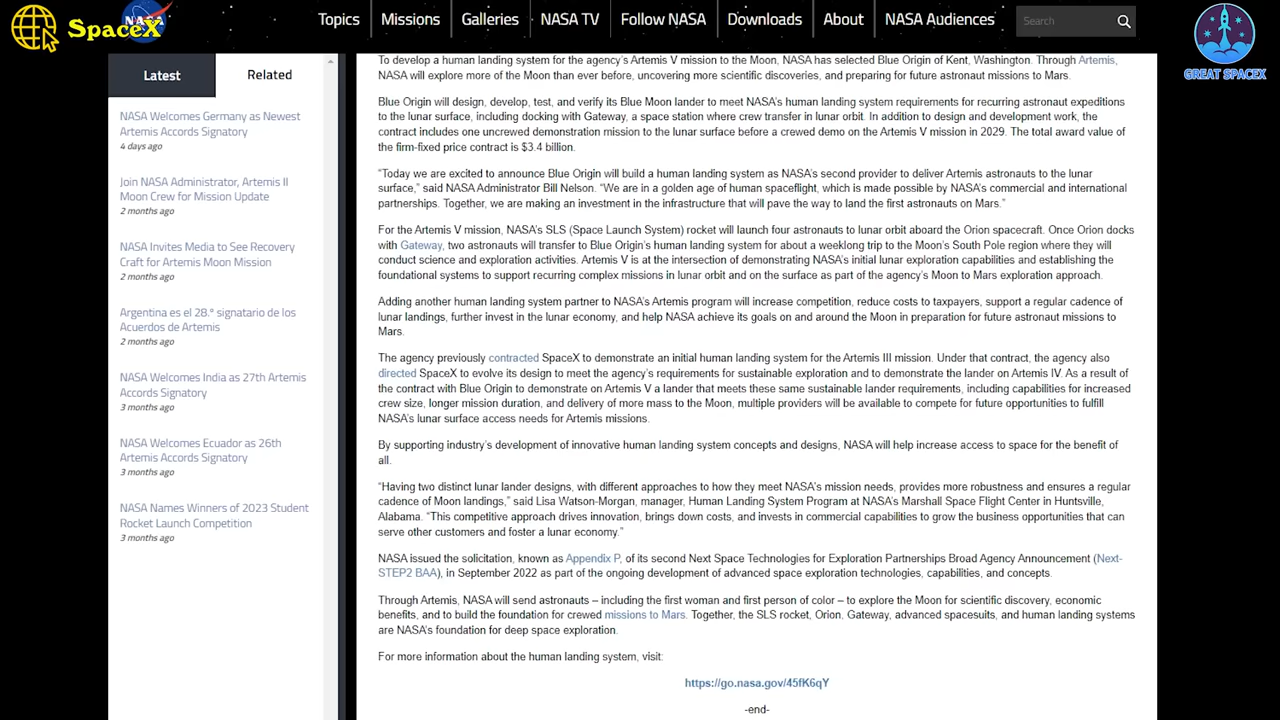 SpaceX
Topics
Missions
Galleries
NASA TV
Follow NASA
Downloads
About
NASA Audiences
Search
GREAT SPACEX
Latest
Related
NASA Welcomes Germany as Newest
Artemis Accords Signatory
4 days ago
Join NASA Administrator, Artemis II
Moon Crew for Mission Update
2 months ago
NASA Invites Media to See Recovery
Craft for Artemis Moon Mission
2 months ago
Argentina es el 28.º signatario de los
Acuerdos de Artemis
2 months ago
NASA Welcomes India as 27th Artemis
Accords Signatory
3 months ago
NASA Welcomes Ecuador as 26th
Artemis Accords Signatory
3 months ago
NASA Names Winners of 2023 Student
Rocket Launch Competition
3 months ago
To develop a human landing system for the agency's Artemis V mission to the Moon, NASA has selected Blue Origin of Kent, Washington. Through Artemis,
NASA will explore more of the Moon than ever before, uncovering more scientific discoveries, and preparing for future astronaut missions to Mars.
Blue Origin will design, develop, test, and verify its Blue Moon lander to meet NASA's human landing system requirements for recurring astronaut expeditions
to the lunar surface, including docking with Gateway, a space station where crew transfer in lunar orbit. In addition to design and development work, the
contract includes one uncrewed demonstration mission to the lunar surface before a crewed demo on the Artemis V mission in 2029. The total award value of
the firm-fixed price contract is $3.4 billion.
“Today we are excited to announce Blue Origin will build a human landing system as NASA's second provider to deliver Artemis astronauts to the lunar
surface,” said NASA Administrator Bill Nelson. “We are in a golden age of human spaceflight, which is made possible by NASA's commercial and international
partnerships. Together, we are making an investment in the infrastructure that will pave the way to land the first astronauts on Mars.”
For the Artemis V mission, NASA's SLS (Space Launch System) rocket will launch four astronauts to lunar orbit aboard the Orion spacecraft. Once Orion docks
with Gateway, two astronauts will transfer to Blue Origin's human landing system for about a weeklong trip to the Moon's South Pole region where they will
conduct science and exploration activities. Artemis V is at the intersection of demonstrating NASA's initial lunar exploration capabilities and establishing the
foundational systems to support recurring complex missions in lunar orbit and on the surface as part of the agency's Moon to Mars exploration approach.
Adding another human landing system partner to NASA's Artemis program will increase competition, reduce costs to taxpayers, support a regular cadence of
lunar landings, further invest in the lunar economy, and help NASA achieve its goals on and around the Moon in preparation for future astronaut missions to
Mars.
The agency previously contracted SpaceX to demonstrate an initial human landing system for the Artemis III mission. Under that contract, the agency also
directed SpaceX to evolve its design to meet the agency's requirements for sustainable exploration and to demonstrate the lander on Artemis IV. As a result of
the contract with Blue Origin to demonstrate on Artemis V a lander that meets these same sustainable lander requirements, including capabilities for increased
crew size, longer mission duration, and delivery of more mass to the Moon, multiple providers will be available to compete for future opportunities to fulfill
NASA's lunar surface access needs for Artemis missions.
By supporting industry's development of innovative human landing system concepts and designs, NASA will help increase access to space for the benefit of
all.
“Having two distinct lunar lander designs, with different approaches to how they meet NASA's mission needs, provides more robustness and ensures a regular
cadence of Moon landings,” said Lisa Watson-Morgan, manager, Human Landing System Program at NASA's Marshall Space Flight Center in Huntsville,
Alabama. “This competitive approach drives innovation, brings down costs, and invests in commercial capabilities to grow the business opportunities that can
serve other customers and foster a lunar economy.”
NASA issued the solicitation, known as Appendix P, of its second Next Space Technologies for Exploration Partnerships Broad Agency Announcement (Next-
STEP2 BAA), in September 2022 as part of the ongoing development of advanced space exploration technologies, capabilities, and concepts.
Through Artemis, NASA will send astronauts – including the first woman and first person of color – to explore the Moon for scientific discovery, economic
benefits, and to build the foundation for crewed missions to Mars. Together, the SLS rocket, Orion, Gateway, advanced spacesuits, and human landing systems
are NASA's foundation for deep space exploration.
For more information about the human landing system, visit:
https://go.nasa.gov/45fK6qY
-end-